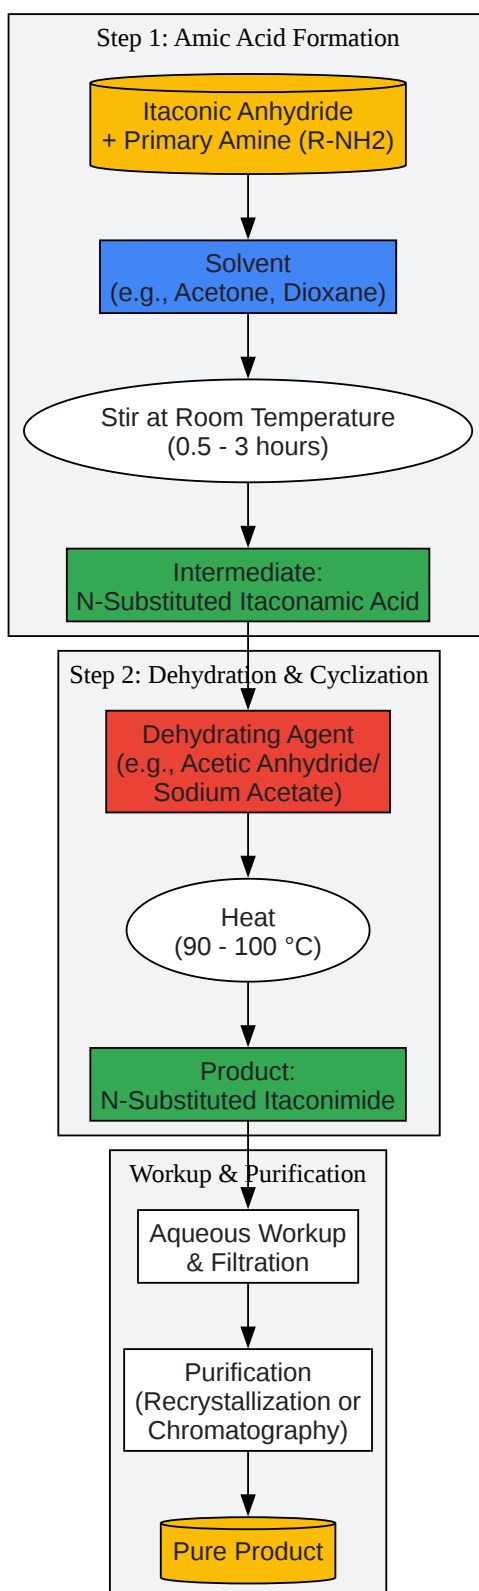 Step 1: Amic Acid Formation
Itaconic Anhydride
+ Primary Amine (R-NH2)
Solvent
(e.g., Acetone, Dioxane)
Stir at Room Temperature
(0.5 - 3 hours)
Intermediate:
N-Substituted Itaconamic Acid
Step 2: Dehydration & Cyclization
Dehydrating Agent
(e.g., Acetic Anhydride/
Sodium Acetate)
Heat
(90 - 100 °C)
Product:
N-Substituted Itaconimide
Workup & Purification
Aqueous Workup
& Filtration
Purification
(Recrystallization or
Chromatography)
Pure Product